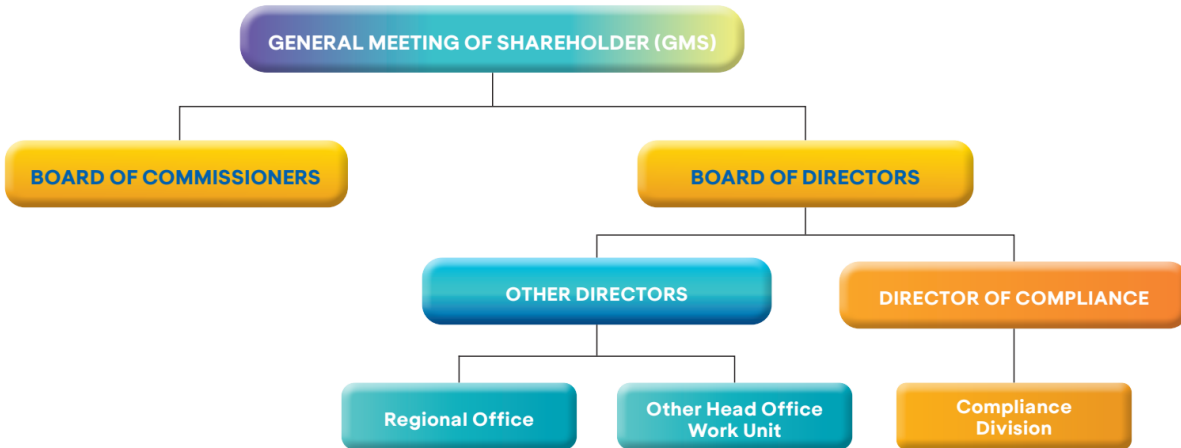 GENERAL MEETING OF SHAREHOLDER (GMS)
BOARD OF COMMISSIONERS
BOARD OF DIRECTORS
OTHER DIRECTORS
DIRECTOR OF COMPLIANCE
Regional Office
Other Head Office
Work Unit
Compliance
Division